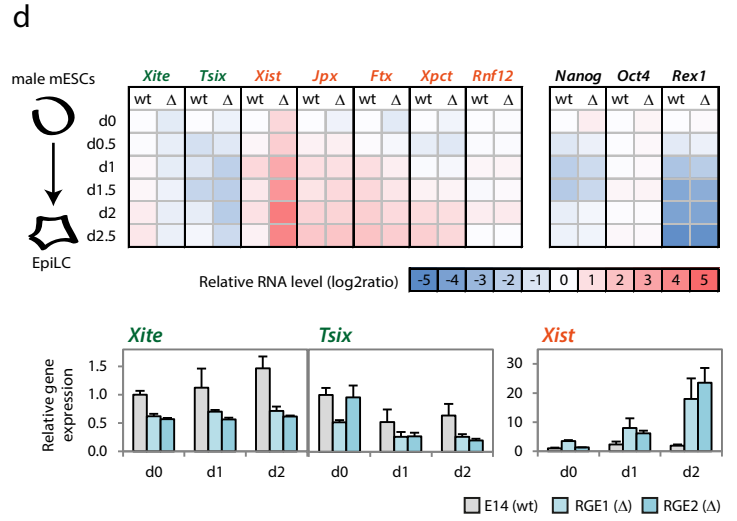 d
male mESCs
EpiLC
Xite Tsix Xist Jpx Ftx Xpct Rnf12 Nanog Oct4 Rex1
wt Δ wt Δ wt Δ wt Δ wt Δ wt Δ wt Δ wt Δ wt Δ wt Δ
d0
d0.5
d1
d1.5
d2
d2.5
Relative RNA level (log2ratio) -5 -4 -3 -2 -1 0 1 2 3 4 5
Xite Tsix Xist
Relative gene
expression
1.5
1.0
0.5
0.0
30
20
10
0
d0 d1 d2 d0 d1 d2 d0 d1 d2
E14 (wt) RGE1 (Δ) RGE2 (Δ)